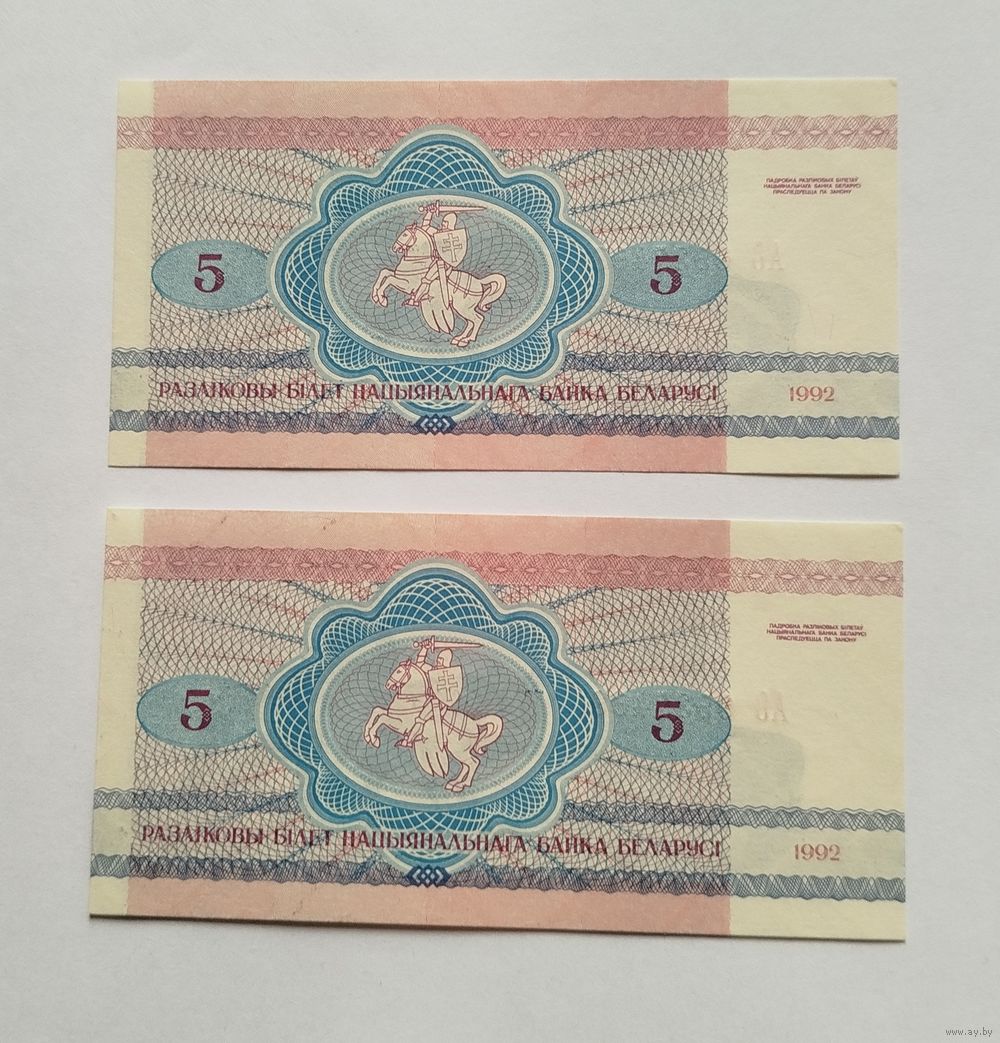 ПАДРОБКА РАЗЛІКОВЫХ БІЛЕТАЎ
НАЦЫЯНАЛЬНАГА БАНКА БЕЛАРУСІ
ПРАСЛЕДУЕЦЦА ПА ЗАКОНУ
5
5
РАЗЛІКОВЫ БІЛЕТ НАЦЫЯНАЛЬНАГА БАНКА БЕЛАРУСІ
1992
ПАДРОБКА РАЗЛІКОВЫХ БІЛЕТАЎ
НАЦЫЯНАЛЬНАГА БАНКА БЕЛАРУСІ
ПРАСЛЕДУЕЦЦА ПА ЗАКОНУ
5
5
РАЗЛІКОВЫ БІЛЕТ НАЦЫЯНАЛЬНАГА БАНКА БЕЛАРУСІ
1992
www.ay.by